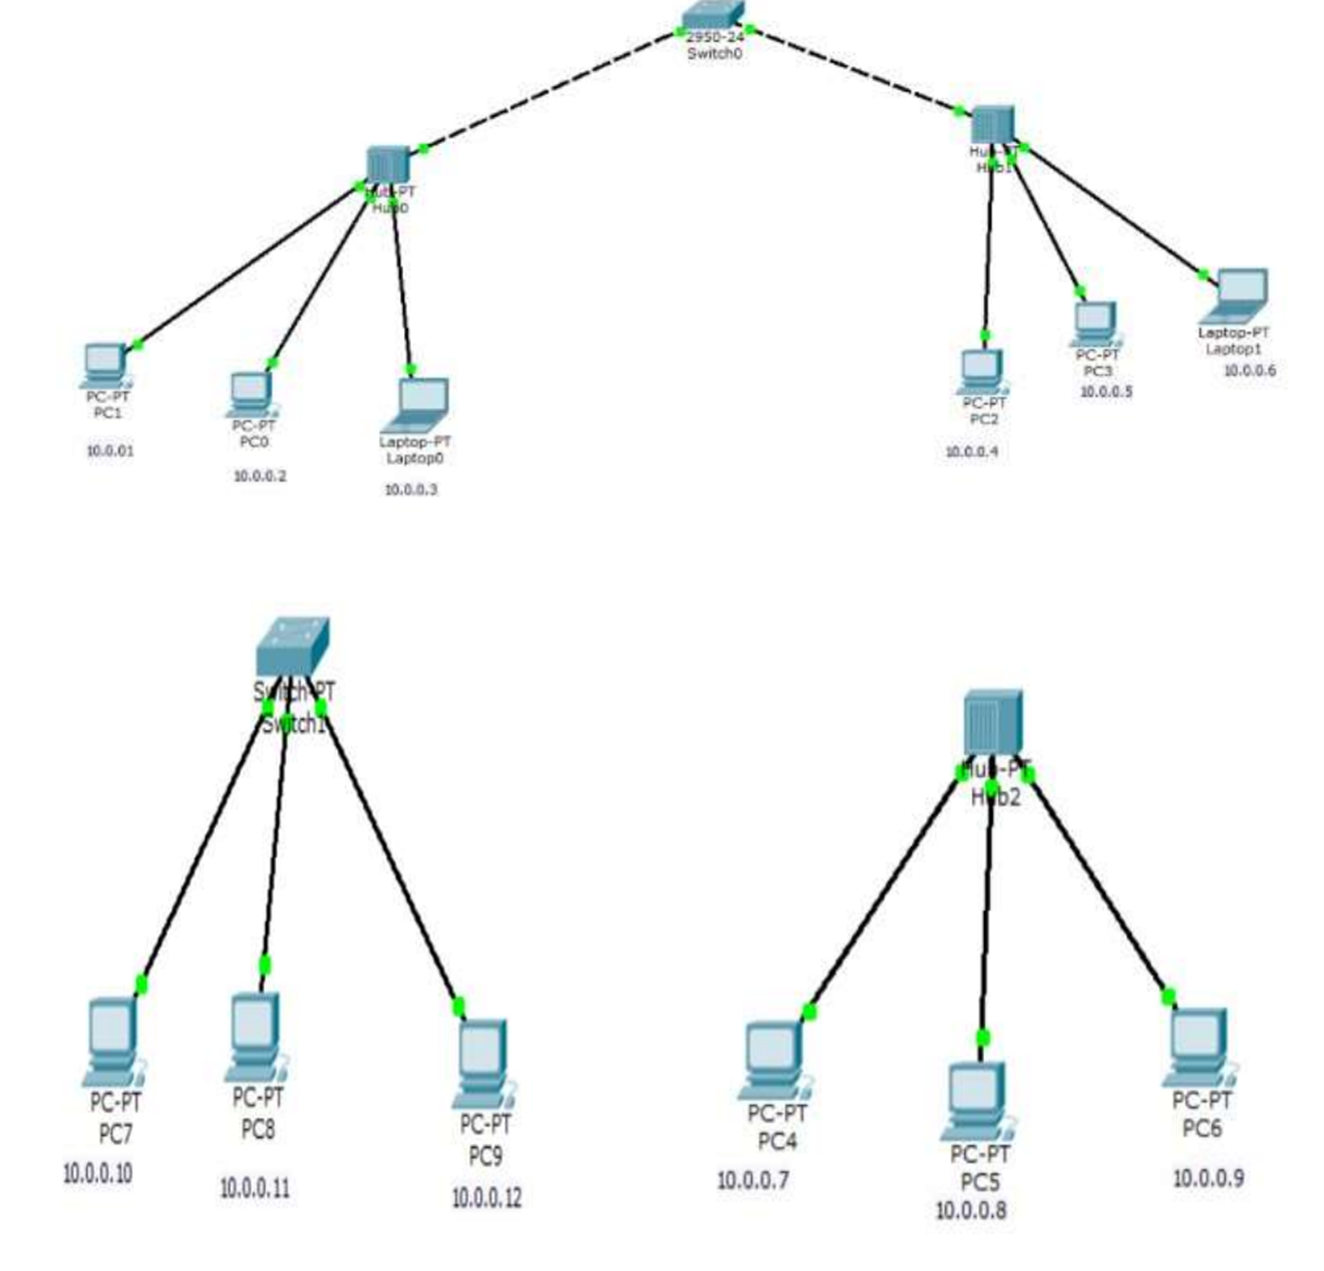 2950-24
Switch0
Hub-PT
Hub0
Hub-PT
Hub1
PC-PT
PC1
10.0.01
PC-PT
PC0
10.0.0.2
Laptop-PT
Laptop0
10.0.0.3
PC-PT
PC2
10.0.0.4
PC-PT
PC3
10.0.0.5
Laptop-PT
Laptop1
10.0.0.6
Switch-PT
Switch1
Hub-PT
Hub2
PC-PT
PC7
10.0.0.10
PC-PT
PC8
10.0.0.11
PC-PT
PC9
10.0.0.12
PC-PT
PC4
10.0.0.7
PC-PT
PC5
10.0.0.8
PC-PT
PC6
10.0.0.9